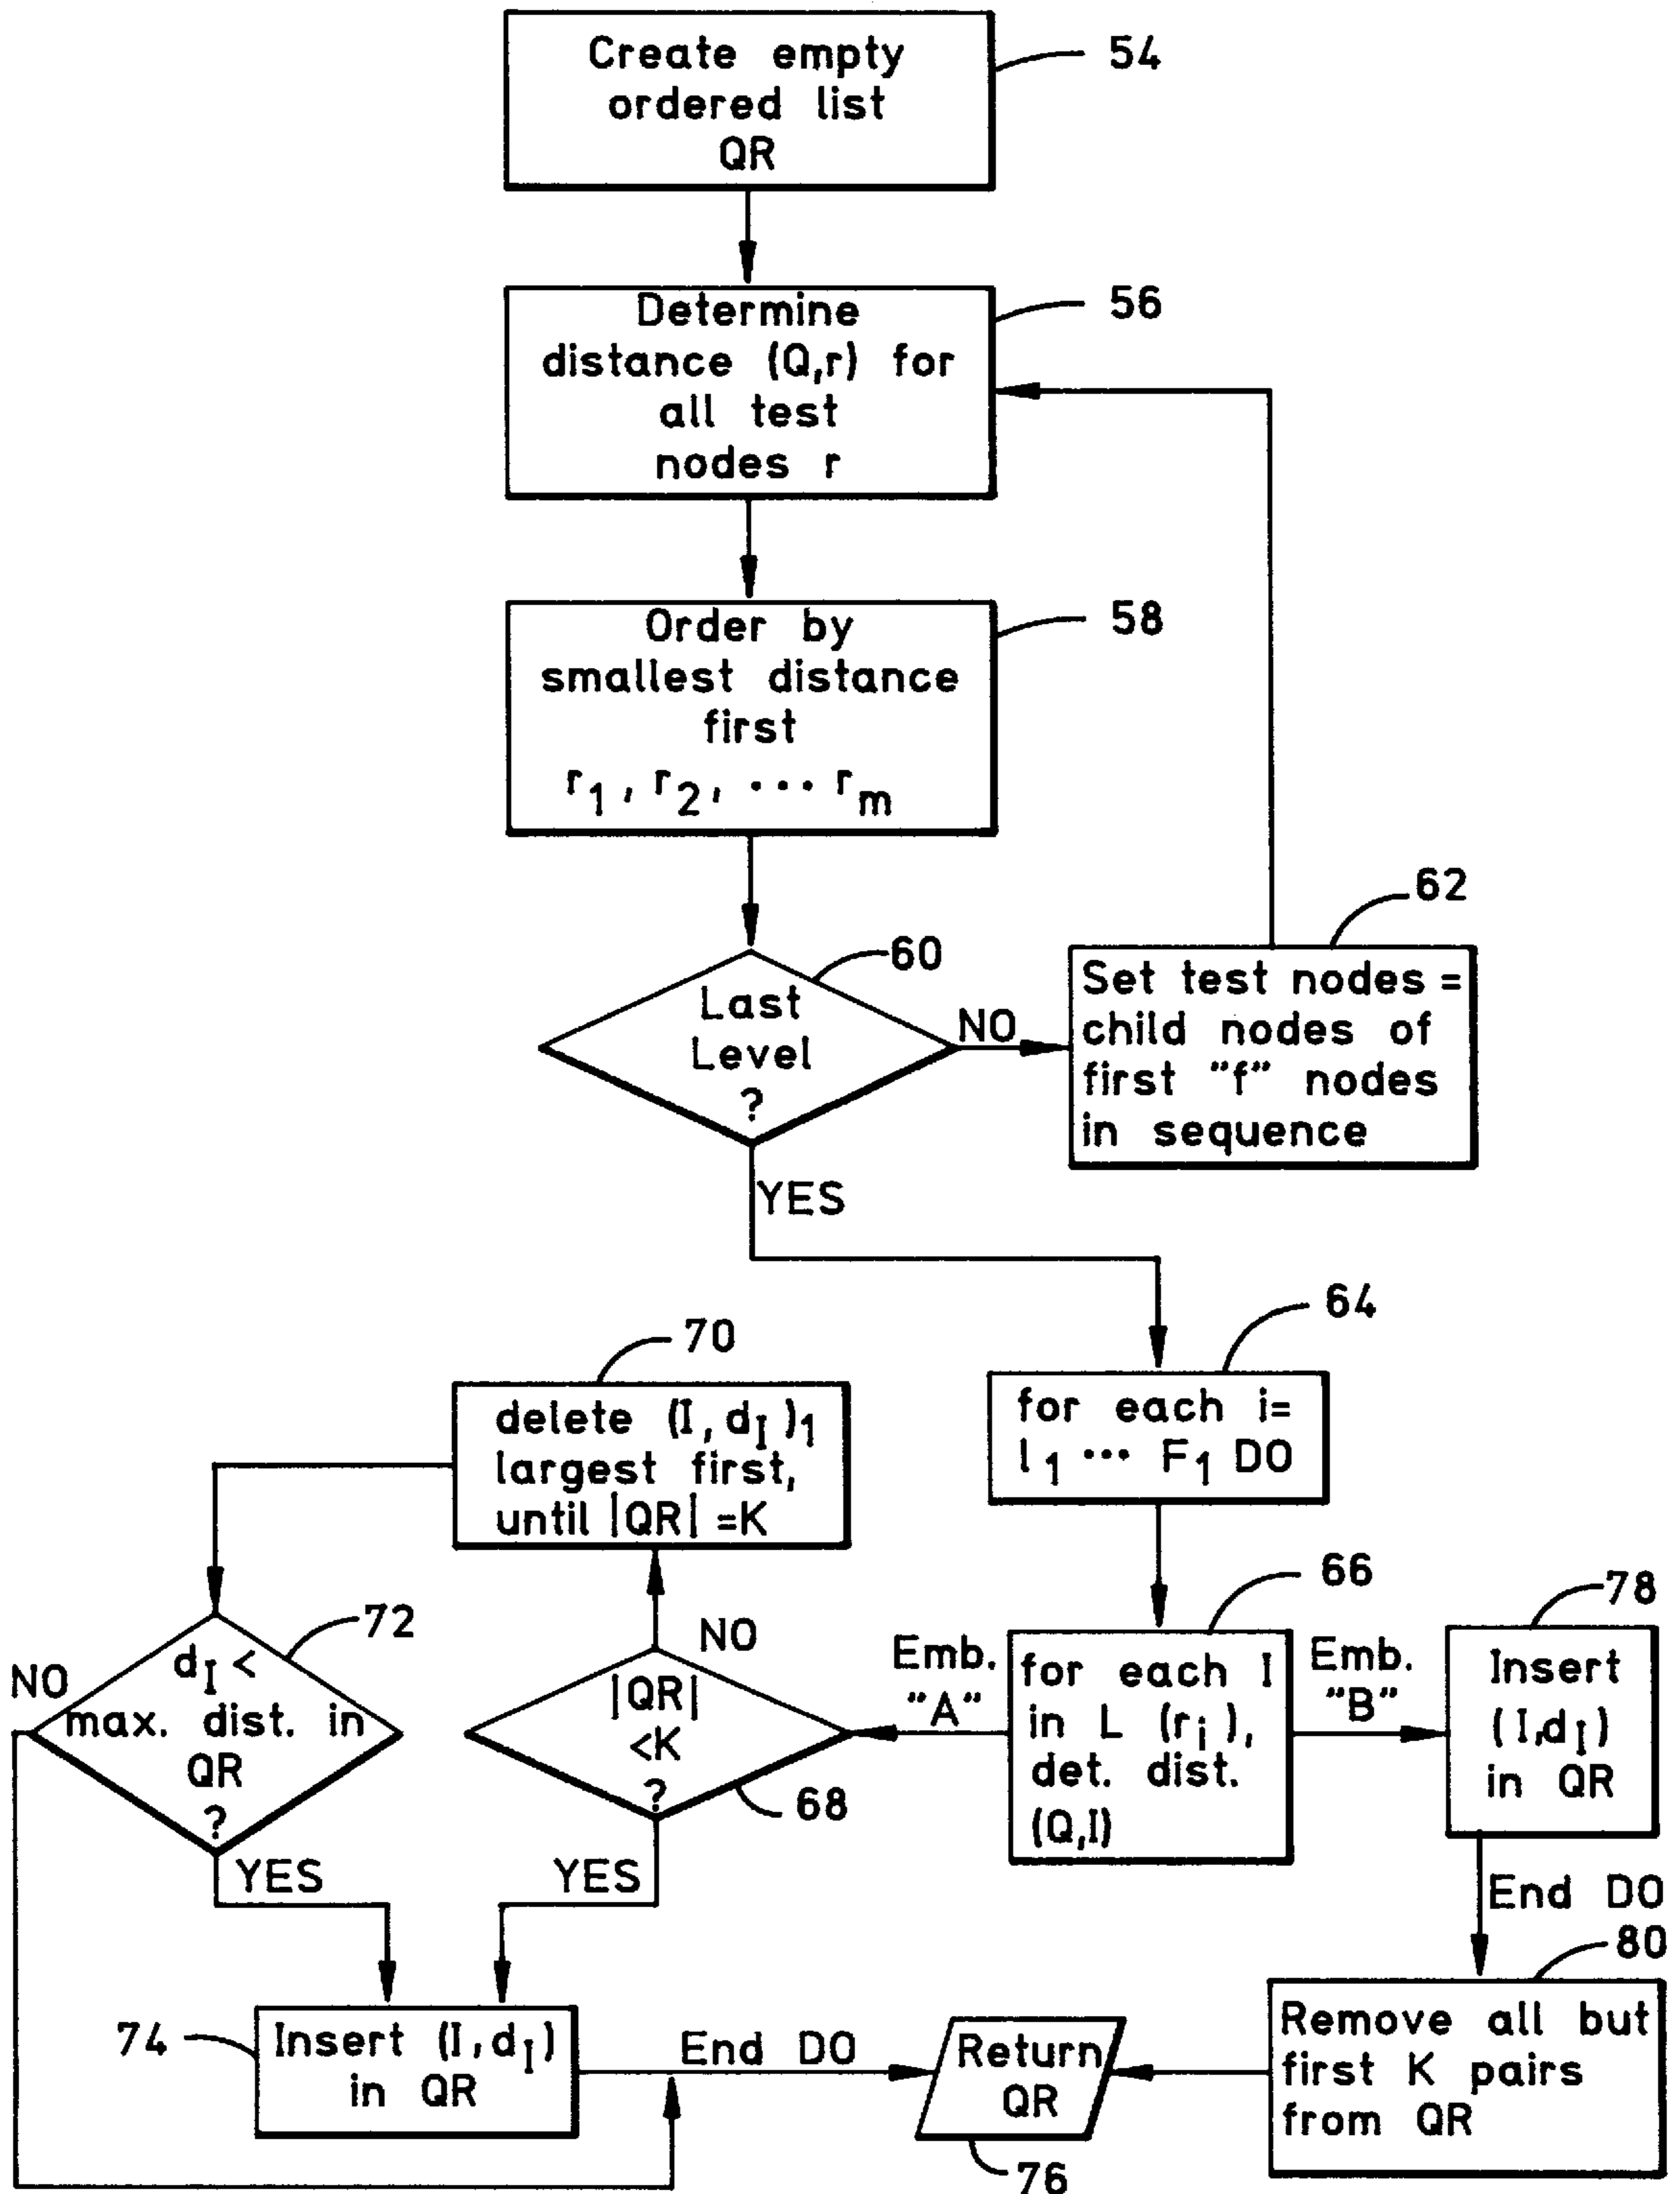 Create empty
ordered list
QR
54
Determine
distance (Q,r) for
all test
nodes r
56
Order by
smallest distance
first
r1, r2, ... rm
58
60
Last
Level
?
NO
YES
62
Set test nodes =
child nodes of
first "f" nodes
in sequence
64
for each i=
l1 ... F1 DO
70
delete (I, dI)1
largest first,
until |QR| =K
72
NO
dI <
max. dist. in
QR
?
YES
NO
|QR|
<K
?
68
YES
Emb.
"A"
66
for each I
in L (ri),
det. dist.
(Q,I)
Emb.
"B"
78
Insert
(I,dI)
in QR
End DO
80
Remove all but
first K pairs
from QR
74
Insert (I,dI)
in QR
End DO
Return
QR
76